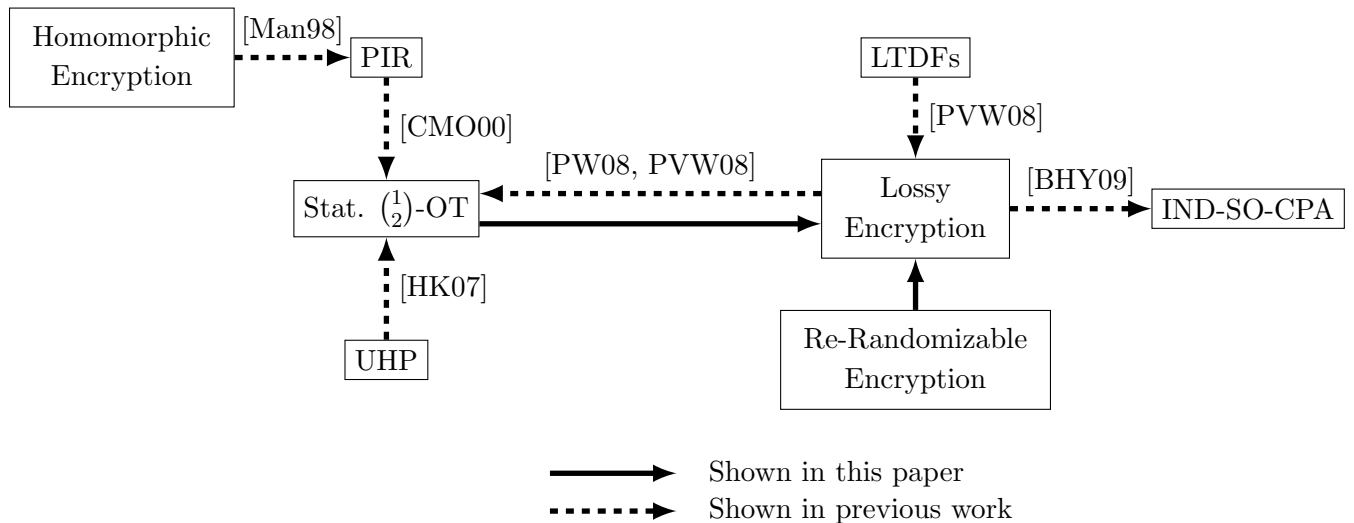 Homomorphic
Encryption
[Man98]
PIR
LTDFs
[CMO00]
[PVW08]
[PW08, PVW08]
Stat. (1 2)-OT
Lossy
Encryption
[BHY09]
IND-SO-CPA
[HK07]
UHP
Re-Randomizable
Encryption
Shown in this paper
Shown in previous work